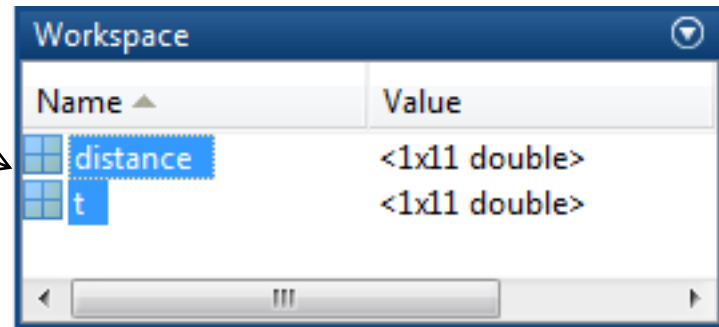 Workspace
Name Value
distance <1x11 double>
t <1x11 double>